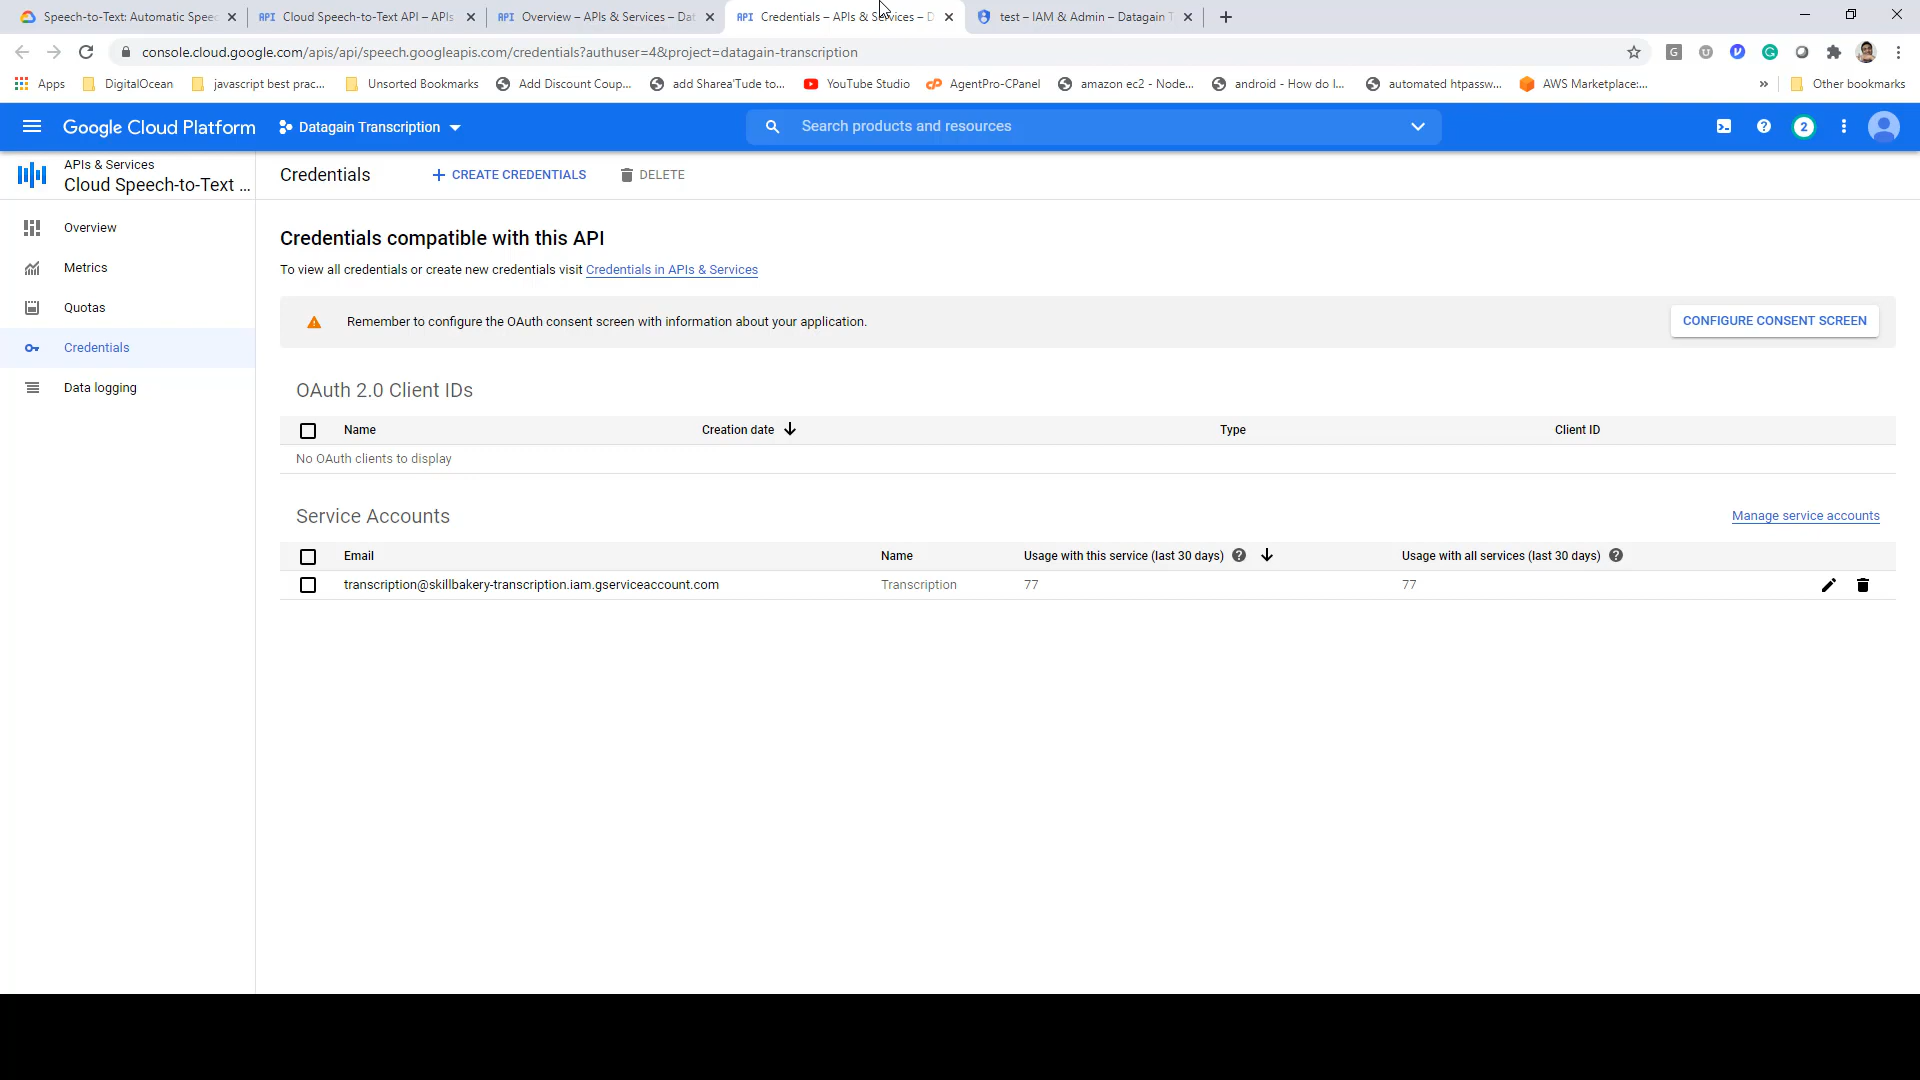 Speech-to-Text: Automatic Speec
API Cloud Speech-to-Text API – APIs
API Overview – APIs & Services – Dat
API Credentials – APIs & Services – D
test – IAM & Admin – Datagain T
console.cloud.google.com/apis/api/speech.googleapis.com/credentials?authuser=4&project=datagain-transcription
Apps
DigitalOcean
javascript best prac...
Unsorted Bookmarks
Add Discount Coup...
add Sharea'Tude to...
YouTube Studio
AgentPro-CPanel
amazon ec2 - Node...
android - How do I...
automated htpassw...
AWS Marketplace:...
»
Other bookmarks
Google Cloud Platform
Datagain Transcription
Search products and resources
2
APIs & Services
Cloud Speech-to-Text ...
Credentials
+ CREATE CREDENTIALS
DELETE
Overview
Metrics
Quotas
Credentials
Data logging
Credentials compatible with this API
To view all credentials or create new credentials visit Credentials in APIs & Services
Remember to configure the OAuth consent screen with information about your application.
CONFIGURE CONSENT SCREEN
OAuth 2.0 Client IDs
Name Creation date Type Client ID
No OAuth clients to display
Service Accounts
Manage service accounts
Email Name Usage with this service (last 30 days) Usage with all services (last 30 days)
transcription@skillbakery-transcription.iam.gserviceaccount.com Transcription 77 77